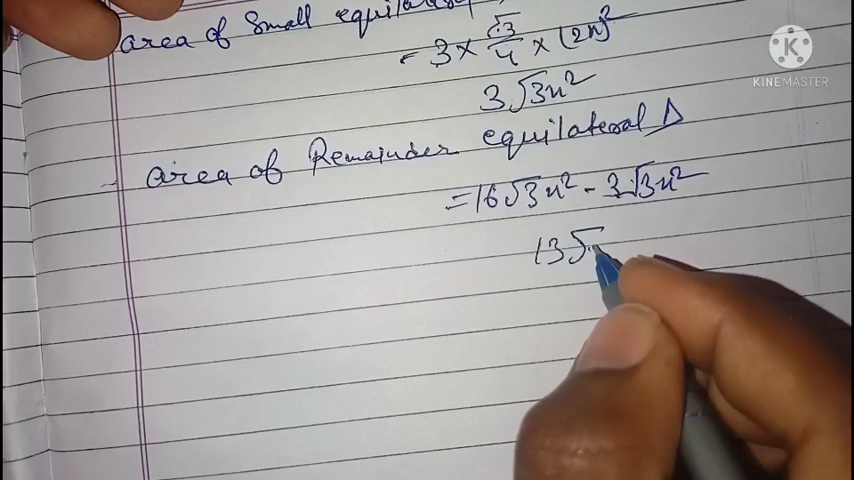 area of Small equilateral
= 3 × √3/4 × (2x)²
3√3x²
area of Remainder equilateral Δ
= 16√3x² - 3√3x²
13√
K
KINEMASTER